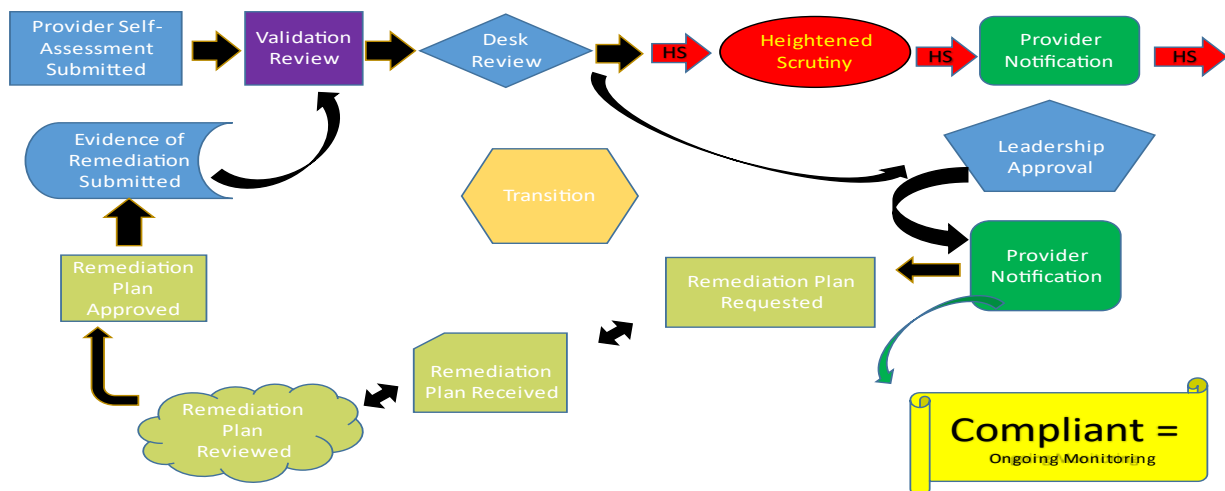 Provider Self-
Assessment
Submitted
Validation
Review
Desk
Review
HS
Heightened
Scrutiny
HS
Provider
Notification
HS
Evidence of
Remediation
Submitted
Transition
Leadership
Approval
Remediation
Plan
Approved
Remediation Plan
Requested
Provider
Notification
Remediation
Plan Received
Remediation
Plan
Reviewed
Compliant =
Ongoing Monitoring